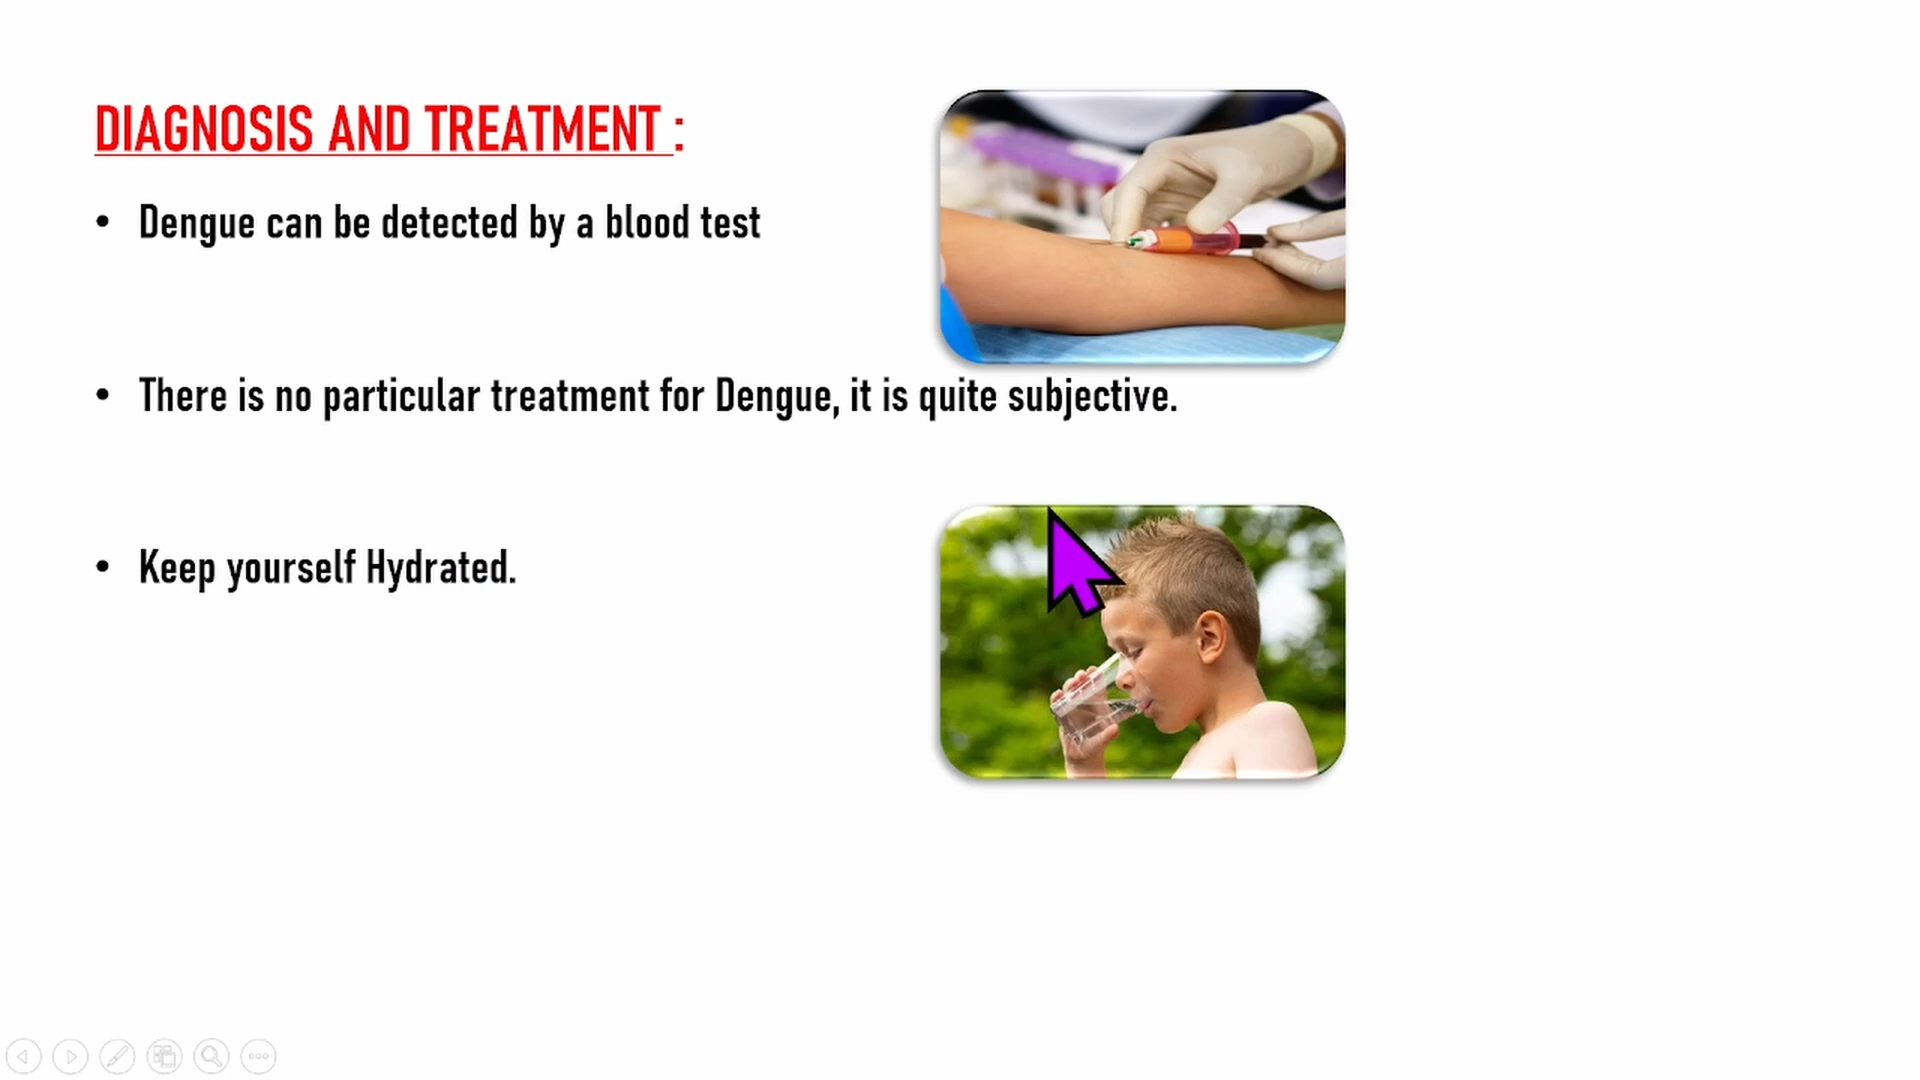 DIAGNOSIS AND TREATMENT :
• Dengue can be detected by a blood test
• There is no particular treatment for Dengue, it is quite subjective.
• Keep yourself Hydrated.